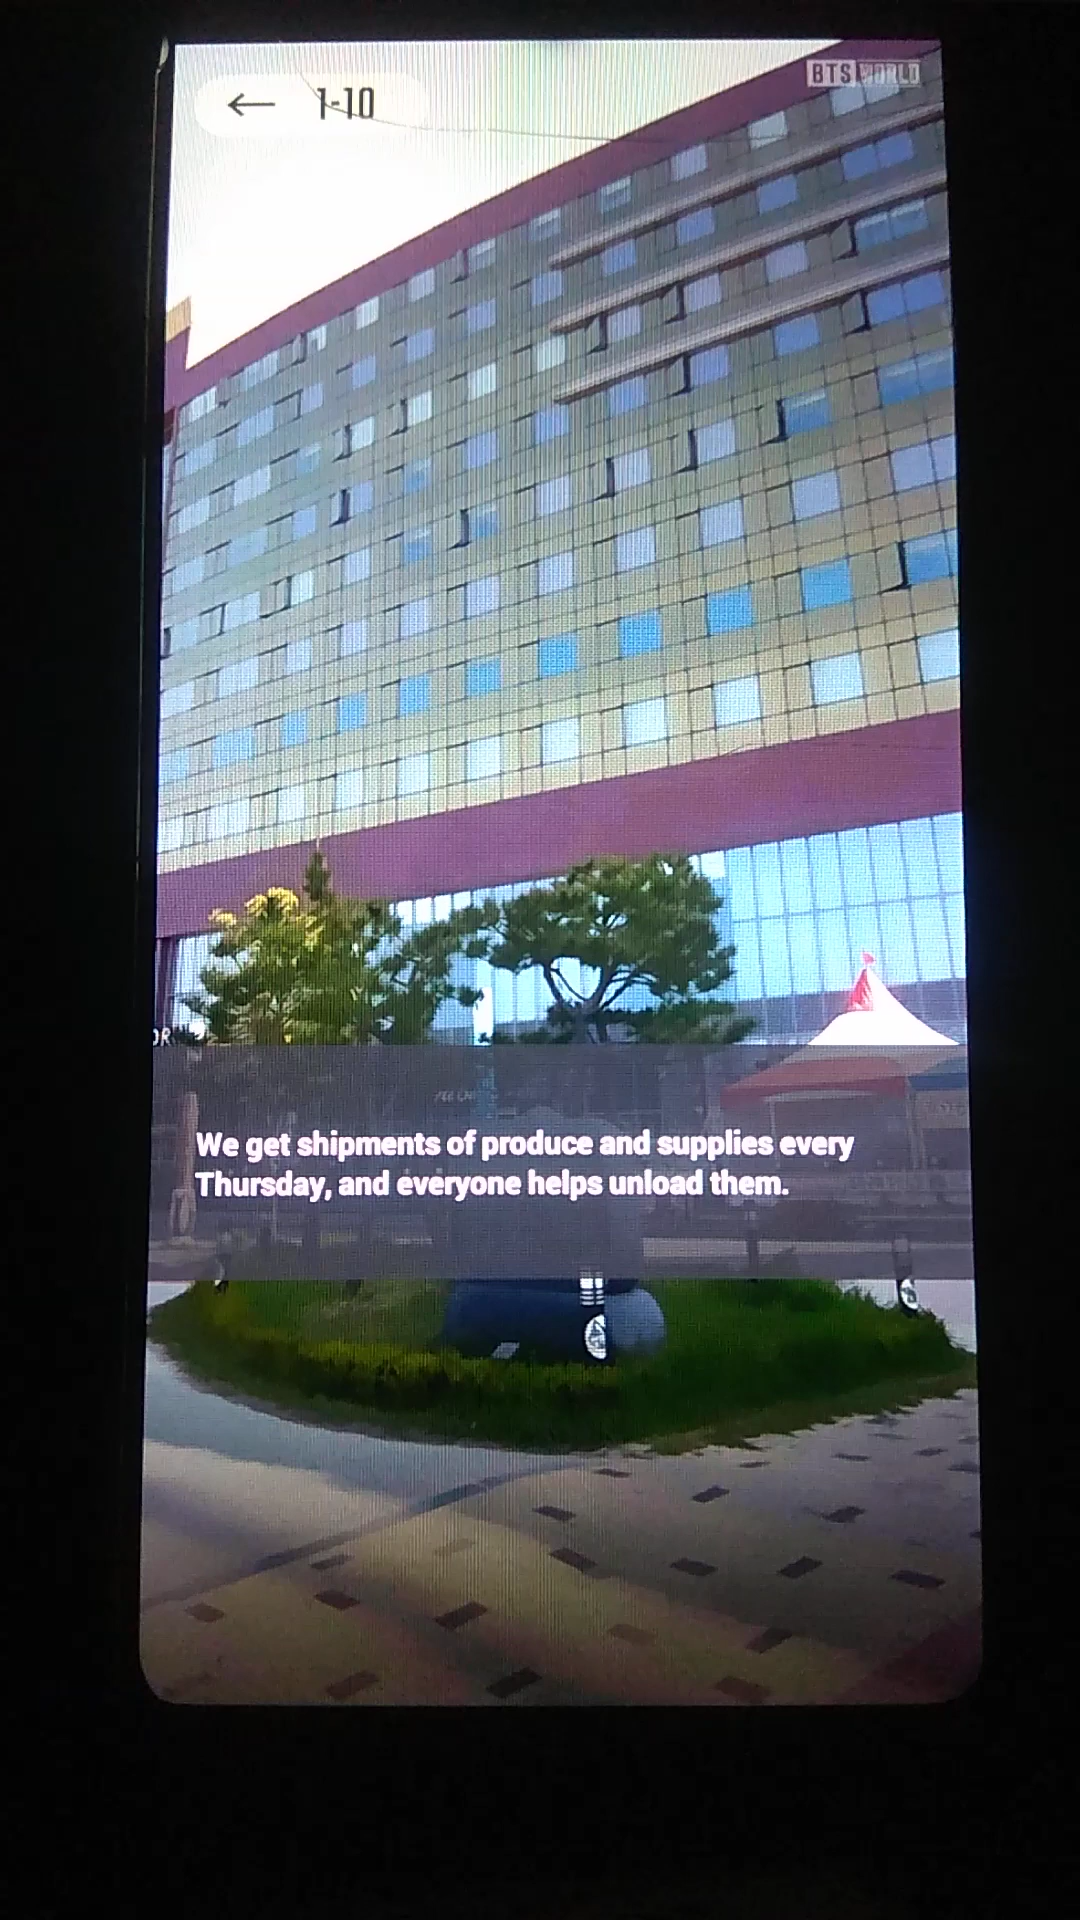 ← 1-10
BTS WORLD
We get shipments of produce and supplies every
Thursday, and everyone helps unload them.